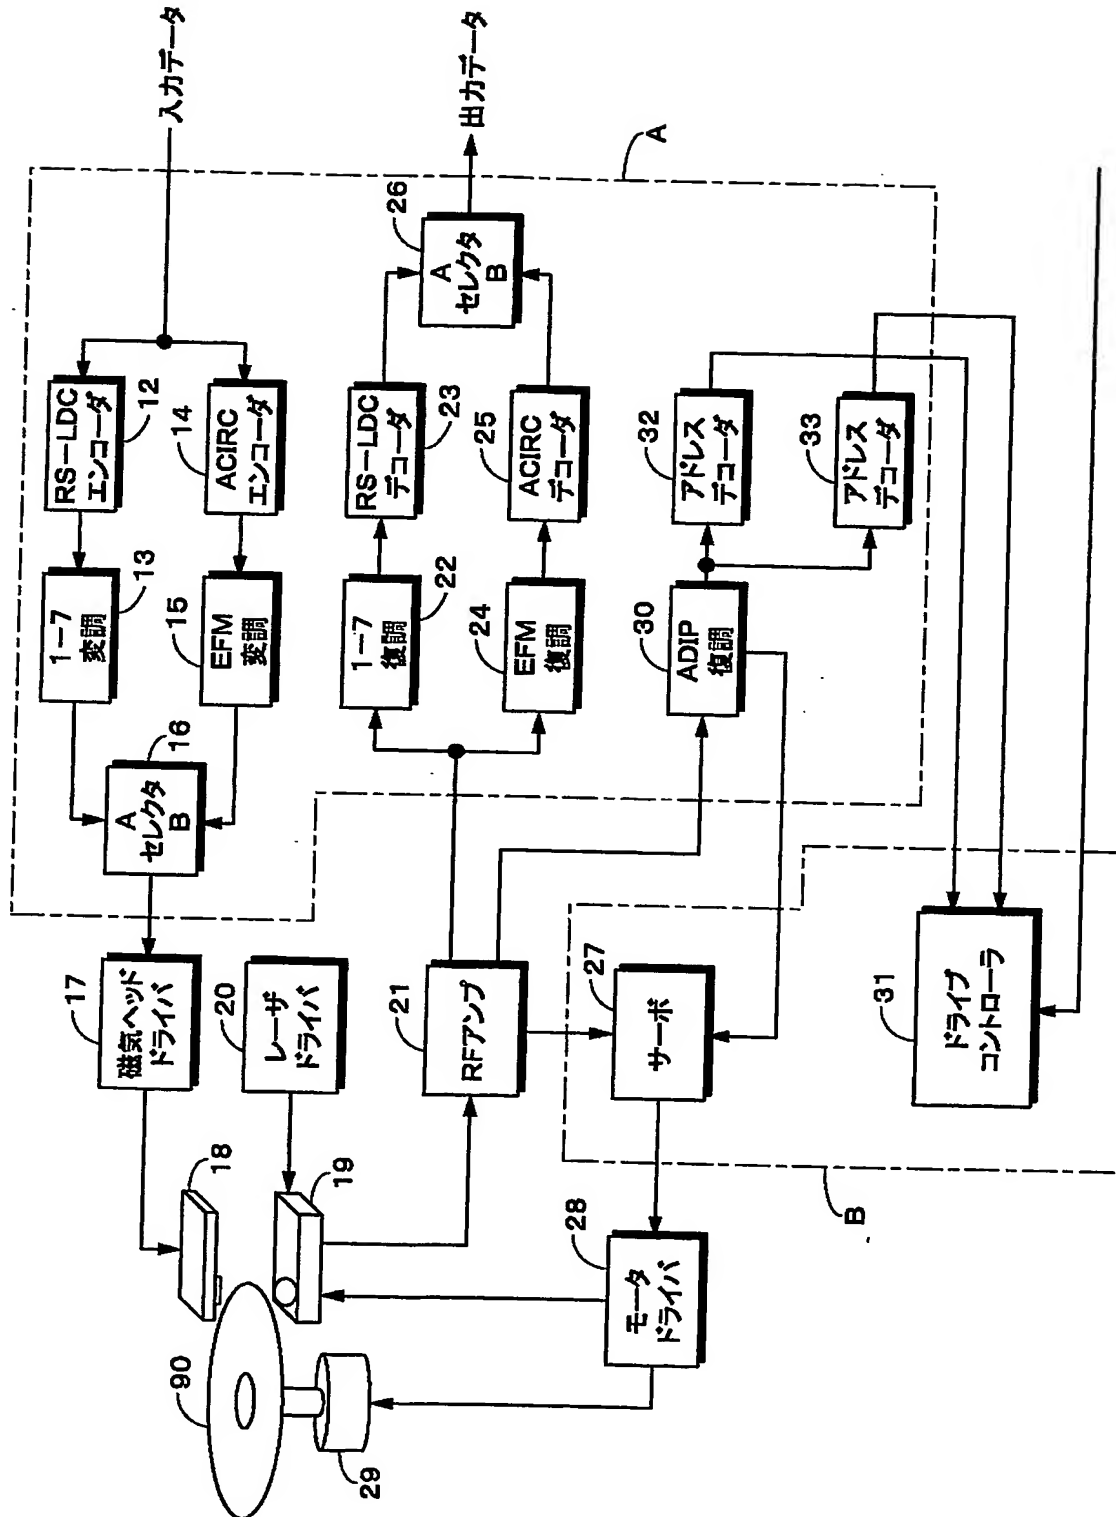 90
29
18
19
17
磁気ヘッド
ドライバ
20
レーザ
ドライバ
21
RFアンプ
28
モータ
ドライバ
27
サーボ
31
ドライブ
コントローラ
B
16
A
セレクタ
B
1−7
変調
13
EFM
変調
15
RS−LDC
エンコーダ
12
ACIRC
エンコーダ
14
入力データ
1−7
復調
22
EFM
復調
24
RS−LDC
デコーダ
23
ACIRC
デコーダ
25
26
A
セレクタ
B
出力データ
30
ADIP
復調
32
アドレス
デコーダ
33
アドレス
デコーダ
A